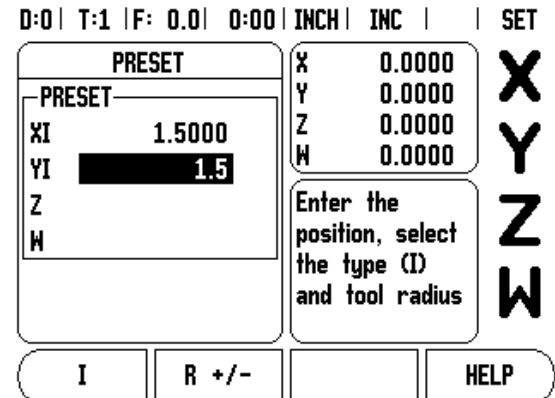 D:0 | T:1 | F: 0.0 | 0:00 | INCH | INC | | SET
PRESET
PRESET
XI 1.5000
YI 1.5
Z
W
X 0.0000
Y 0.0000
Z 0.0000
W 0.0000
Enter the
position, select
the type (I)
and tool radius
X
Y
Z
W
I R +/- HELP